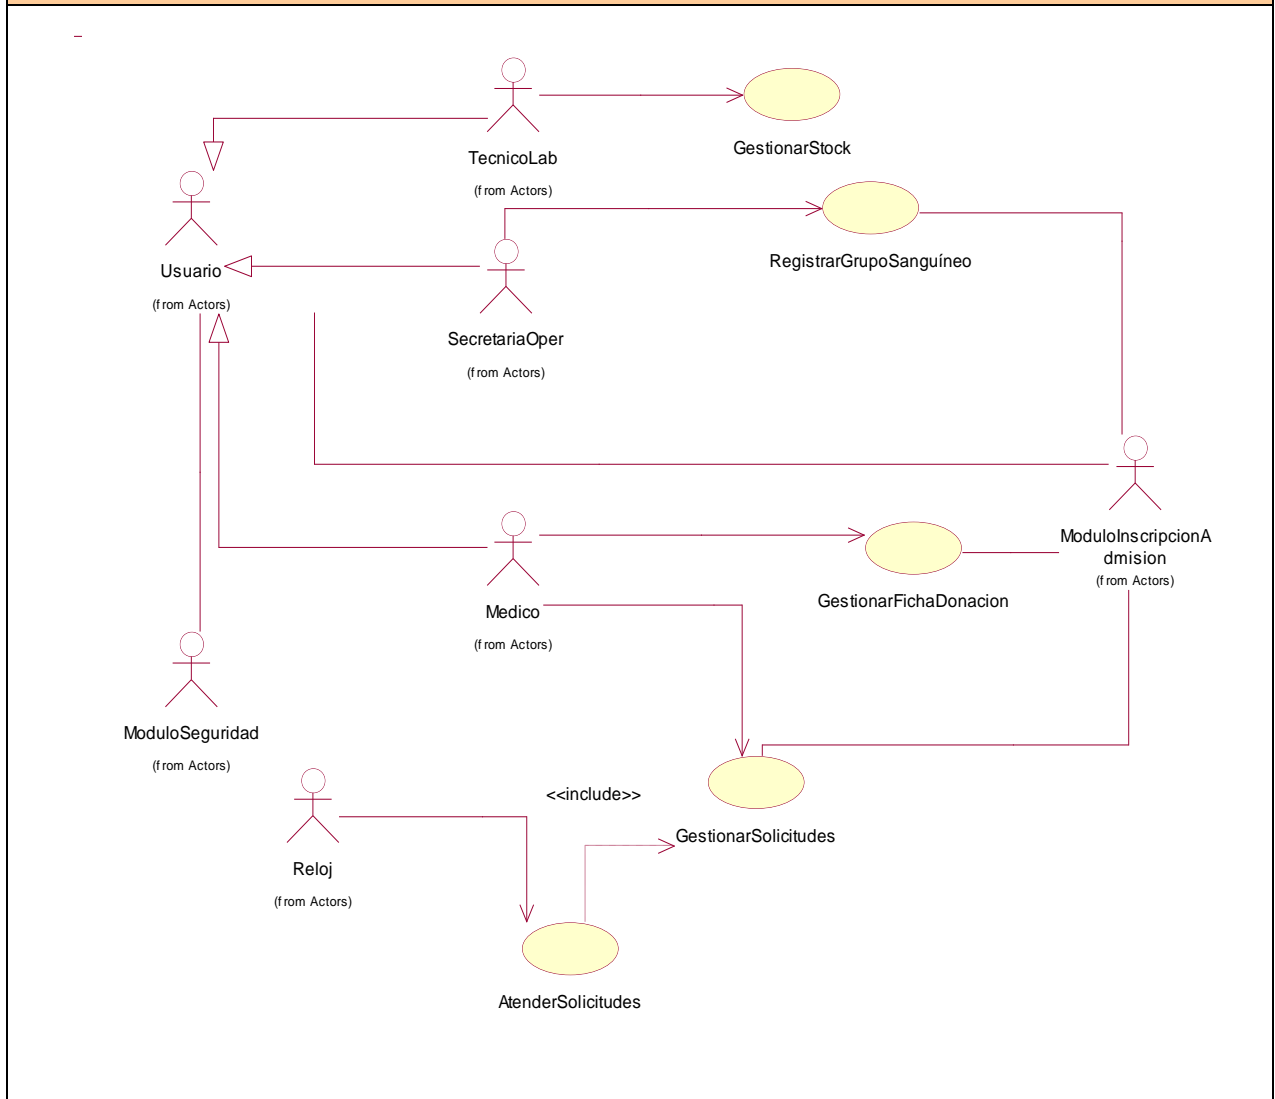 TecnicoLab
(from Actors)
GestionarStock
Usuario
(from Actors)
RegistrarGrupoSanguíneo
SecretariaOper
(from Actors)
ModuloInscripcionA
dmision
(from Actors)
Medico
(from Actors)
GestionarFichaDonacion
ModuloSeguridad
(from Actors)
<<include>>
GestionarSolicitudes
Reloj
(from Actors)
AtenderSolicitudes